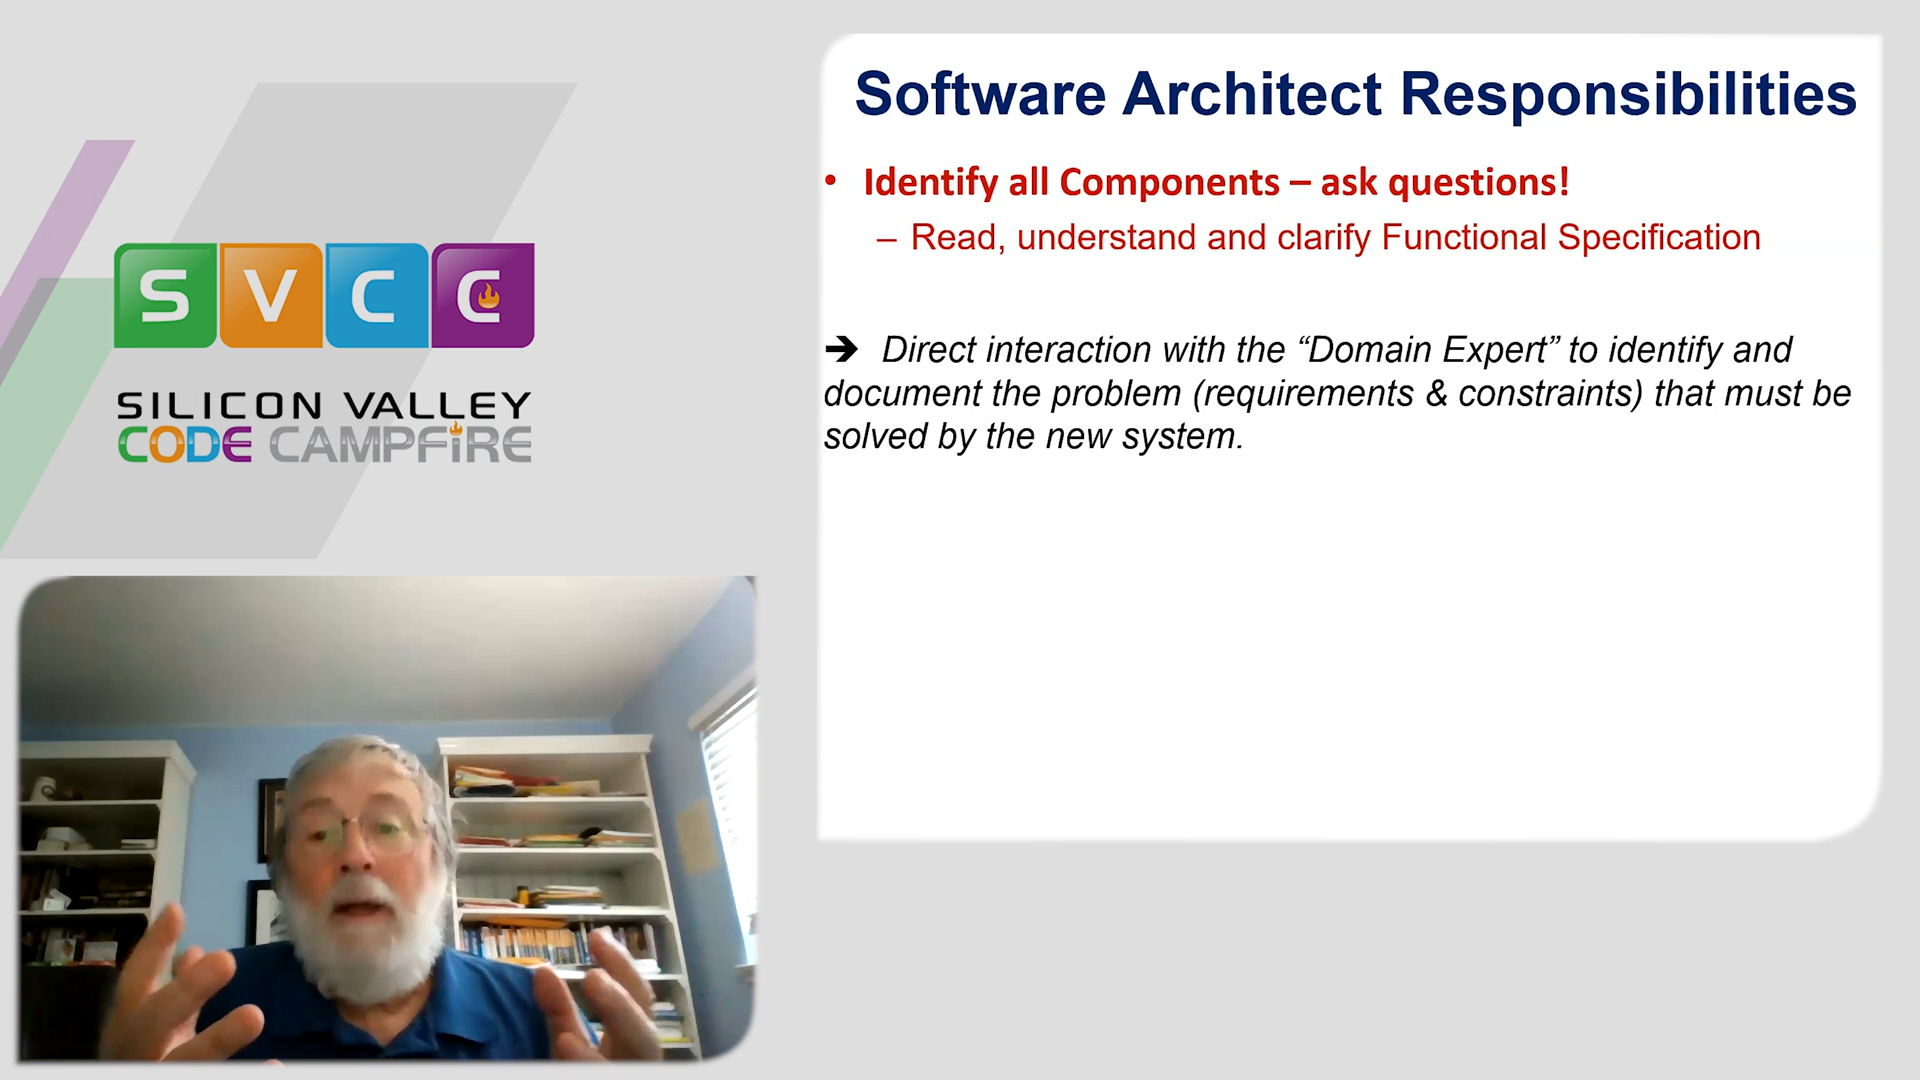 SVCC
SILICON VALLEY
CODE CAMPFIRE
Software Architect Responsibilities
• Identify all Components – ask questions!
– Read, understand and clarify Functional Specification
➔ Direct interaction with the “Domain Expert” to identify and
document the problem (requirements & constraints) that must be
solved by the new system.